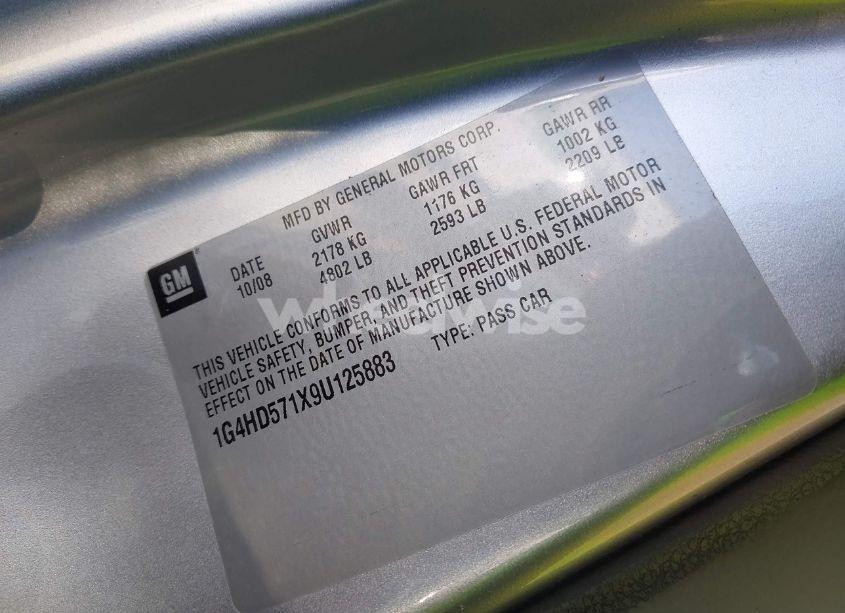 MFD BY GENERAL MOTORS CORP.
DATE GVWR GAWR FRT GAWR RR
10/08 2178 KG 1176 KG 1002 KG
4802 LB 2593 LB 2209 LB
GM
THIS VEHICLE CONFORMS TO ALL APPLICABLE U.S. FEDERAL MOTOR
VEHICLE SAFETY, BUMPER, AND THEFT PREVENTION STANDARDS IN
EFFECT ON THE DATE OF MANUFACTURE SHOWN ABOVE.
1G4HD571X9U125883 TYPE: PASS CAR